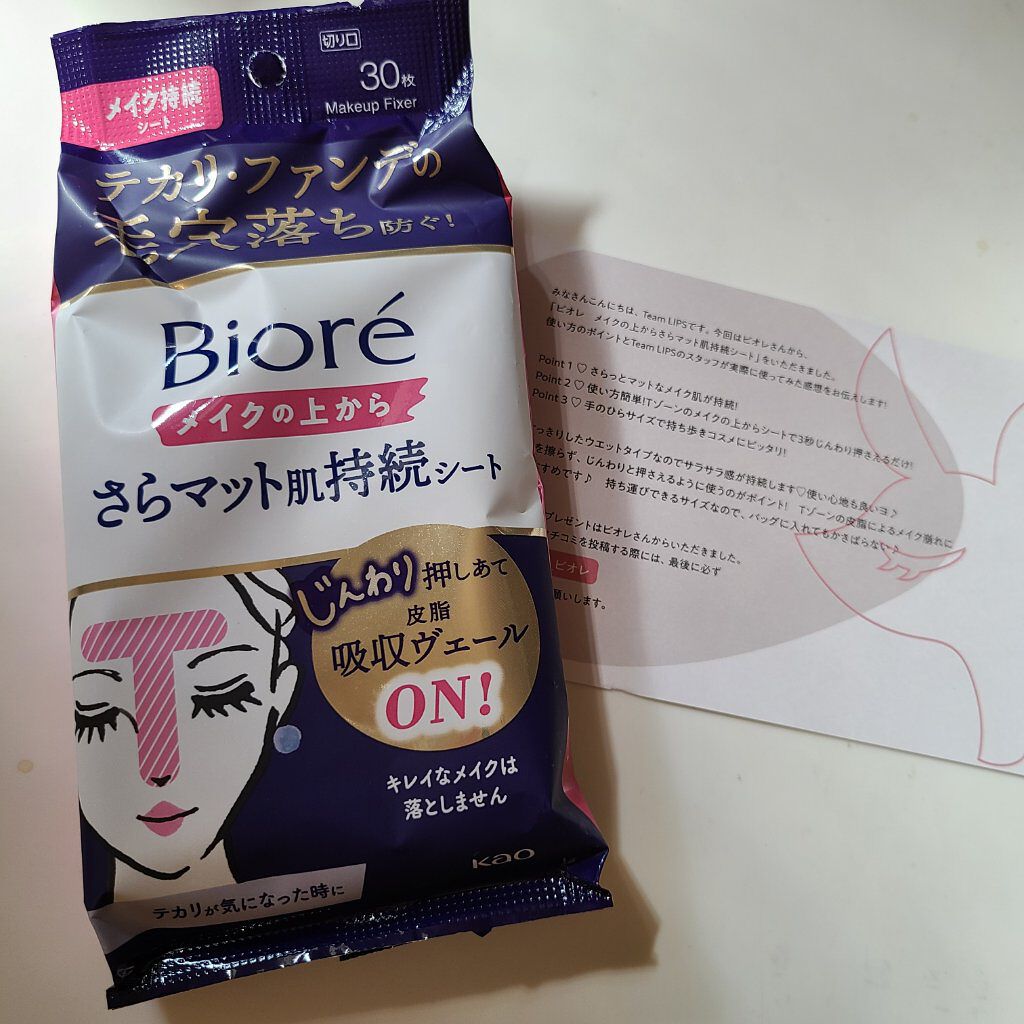 切り口
30枚
Makeup Fixer
メイク持続
シート
テカリ・ファンデの
毛穴落ち防ぐ!
Bioré
メイクの上から
さらマット肌持続シート
じんわり押しあて
皮脂
吸収ヴェール
ON!
T
キレイなメイクは
落としません
Kao
テカリが気になった時に
みなさんこんにちは、Team LIPSです。今回はビオレさんから、
「ビオレ メイクの上からさらマット肌持続シート」をいただきました。
使い方のポイントとTeam LIPSのスタッフが実際に使ってみた感想をお伝えします!
Point 1 ♡ さらっとマットなメイク肌が持続!
Point 2 ♡ 使い方簡単!Tゾーンのメイクの上からシートで3秒じんわり押さえるだけ!
Point 3 ♡ 手のひらサイズで持ち歩きコスメにピッタリ!
っきりしたウエットタイプなのでサラサラ感が持続します♡使い心地も良いヨ♪
を擦らず、じんわりと押さえるように使うのがポイント! Tゾーンの皮脂によるメイク崩れに
すめです♪ 持ち運びできるサイズなので、バッグに入れてもかさばらない♪
プレゼントはビオレさんからいただきました。
チコミを投稿する際には、最後に必ず
ビオレ
願いします。